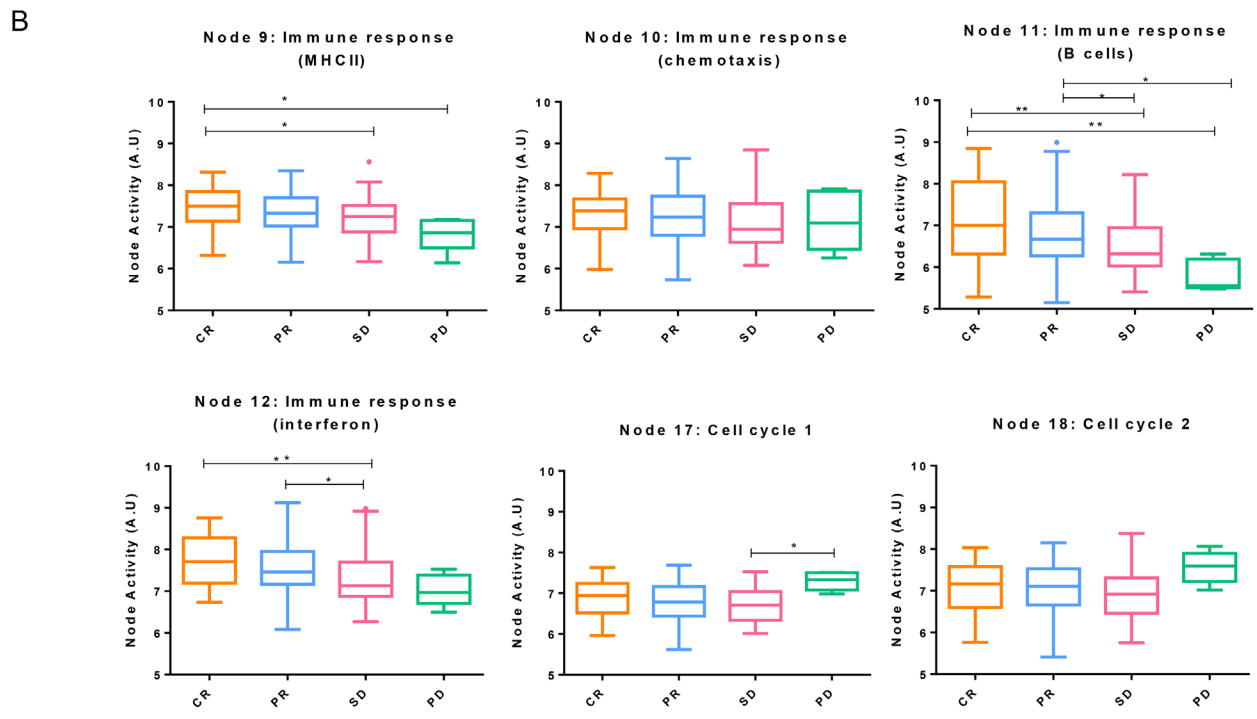 B
Node 9: Immune response
(MHCII)
*
*
Node Activity (A.U)
10
9
8
7
6
5
CR
PR
SD
PD
Node 10: Immune response
(chemotaxis)
Node Activity (A.U)
10
9
8
7
6
5
CR
PR
SD
PD
Node 11: Immune response
(B cells)
*
*
**
**
Node Activity (A.U)
10
9
8
7
6
5
CR
PR
SD
PD
Node 12: Immune response
(interferon)
**
*
Node Activity (A.U)
10
9
8
7
6
5
CR
PR
SD
PD
Node 17: Cell cycle 1
*
Node Activity (A.U)
10
9
8
7
6
5
CR
PR
SD
PD
Node 18: Cell cycle 2
Node Activity (A.U)
10
9
8
7
6
5
CR
PR
SD
PD